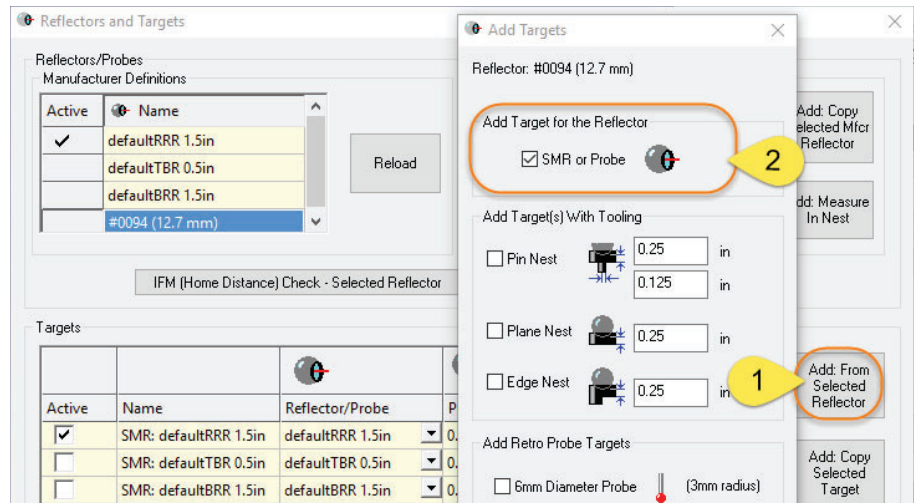 Reflectors and Targets
Reflectors/Probes
Manufacturer Definitions
Active Name
defaultRRR 1.5in
defaultTBR 0.5in
defaultBRR 1.5in
#0094 (12.7 mm)
Reload
IFM (Home Distance) Check - Selected Reflector
Add Targets
Reflector: #0094 (12.7 mm)
Add Target for the Reflector
SMR or Probe
2
Add Target(s) With Tooling
Pin Nest 0.25 in
0.125 in
Plane Nest 0.25 in
Edge Nest 0.25 in
1
Add Retro Probe Targets
6mm Diameter Probe (3mm radius)
Add: Copy
elected Mfcr
Reflector
dd: Measure
In Nest
Add: From
Selected
Reflector
Add: Copy
Selected
Target
Targets
Active Name Reflector/Probe P
SMR: defaultRRR 1.5in defaultRRR 1.5in 0.
SMR: defaultTBR 0.5in defaultTBR 0.5in 0.
SMR: defaultBRR 1.5in defaultBRR 1.5in 0.